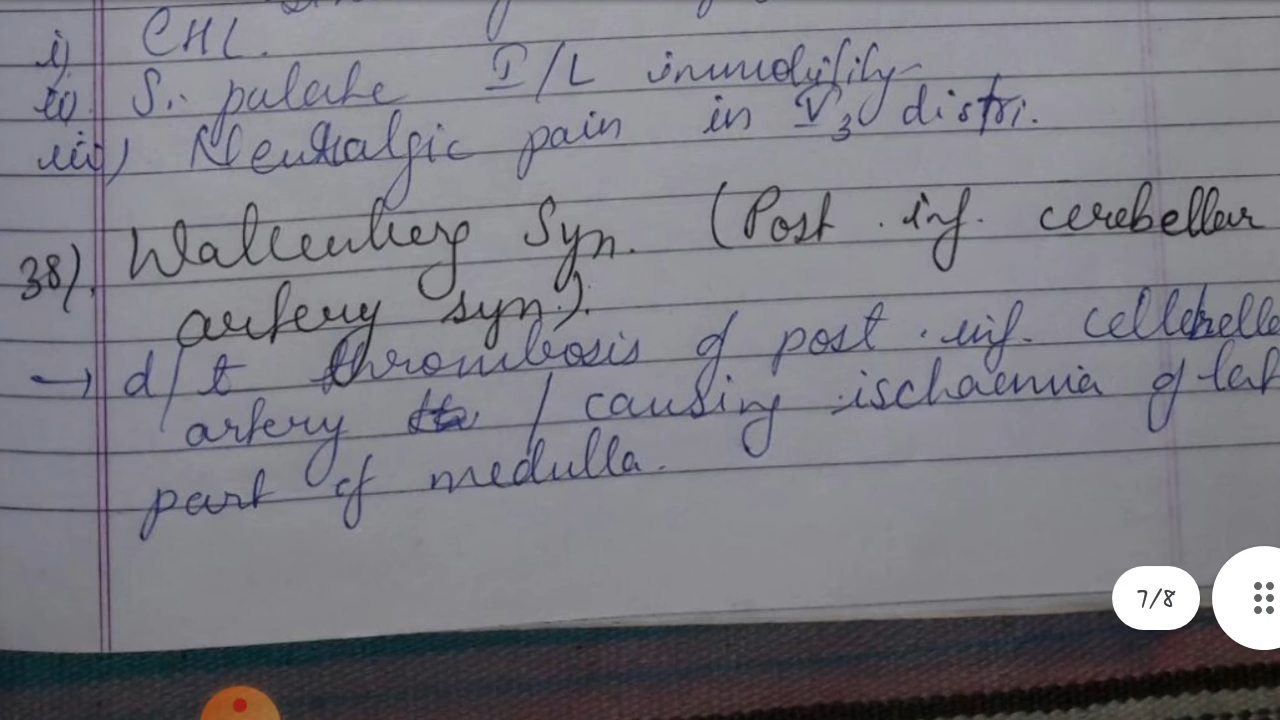 i) CHL.
ii) S. palate I/L immobility
iii) Neuralgic pain in V3 distri.
38). Wallenberg Syn. (Post. inf. cerebellar
artery syn.).
→ d/t thrombosis of post. inf. cellebella
artery / causing ischaemia of lat
part of medulla.
7/8